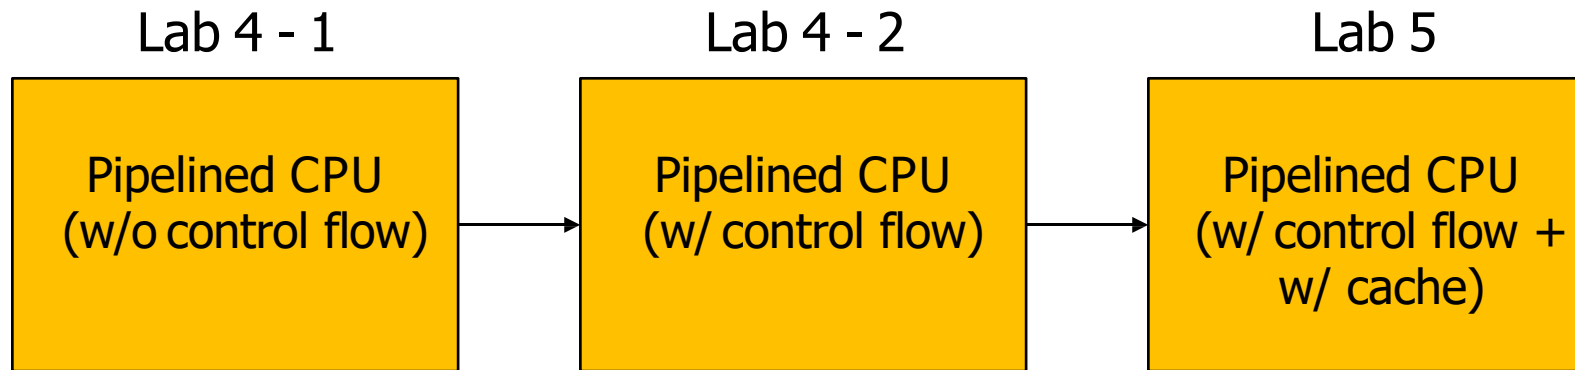 Lab 4 - 1
Lab 4 - 2
Lab 5
Pipelined CPU
(w/o control flow)
Pipelined CPU
(w/ control flow)
Pipelined CPU
(w/ control flow +
w/ cache)